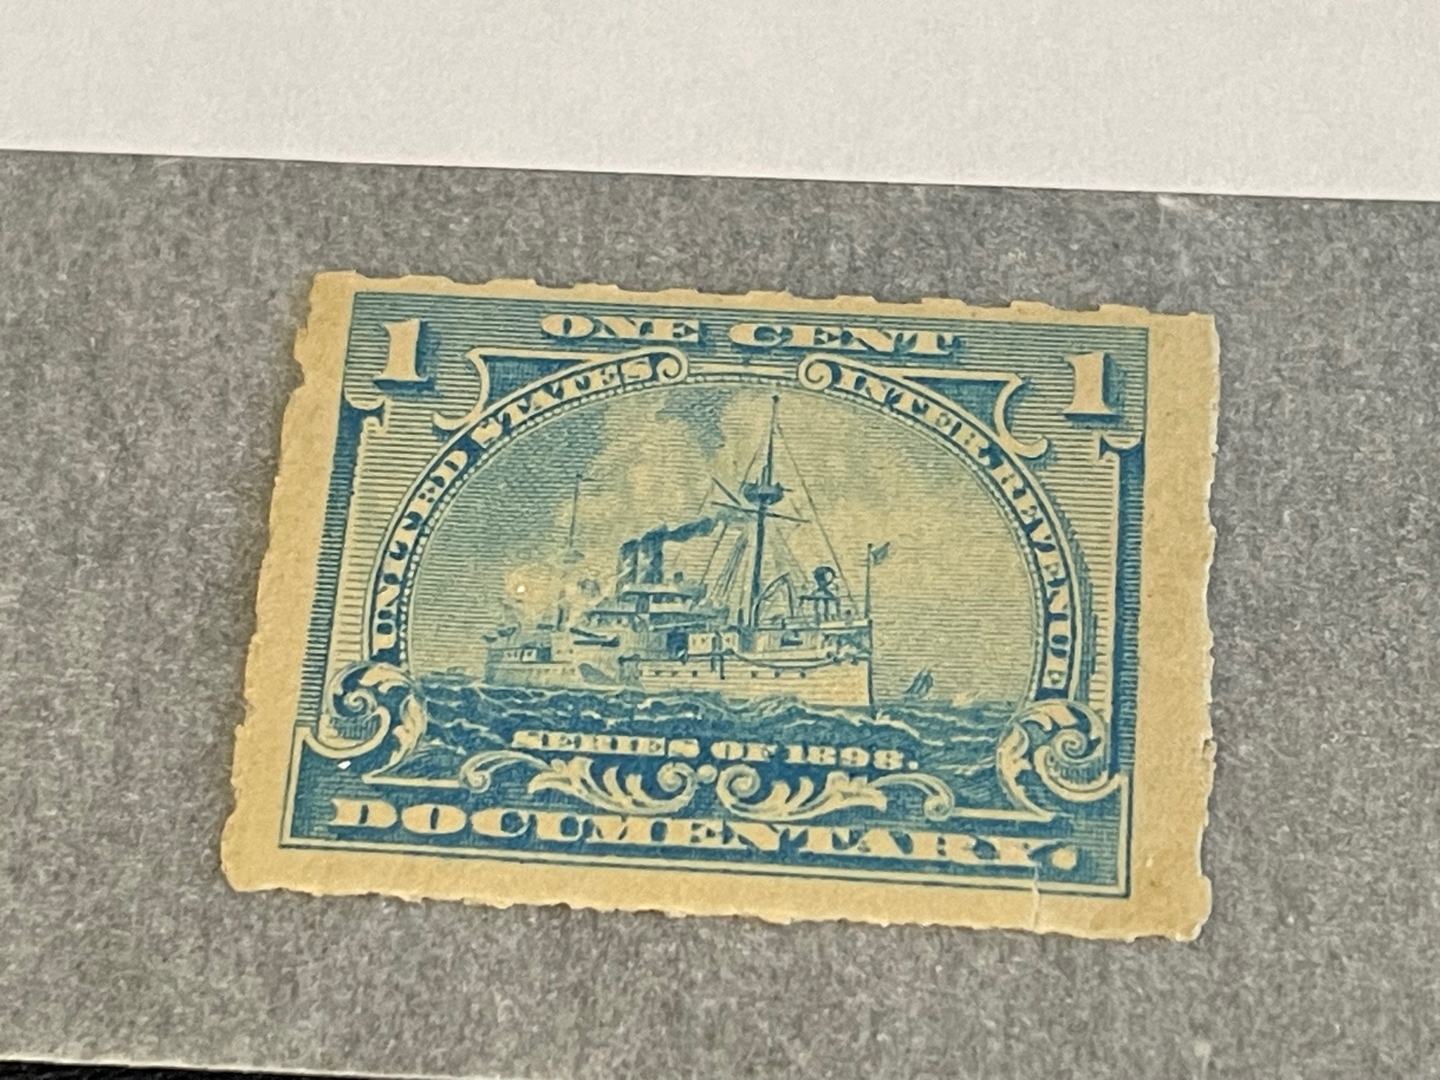 ONE CENT
1 1
UNITED STATES INTER. REVENUE
SERIES OF 1898.
DOCUMENTARY.